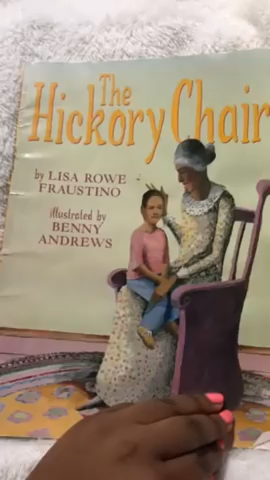 The
Hickory Chair
by LISA ROWE
FRAUSTINO
illustrated by
BENNY
ANDREWS